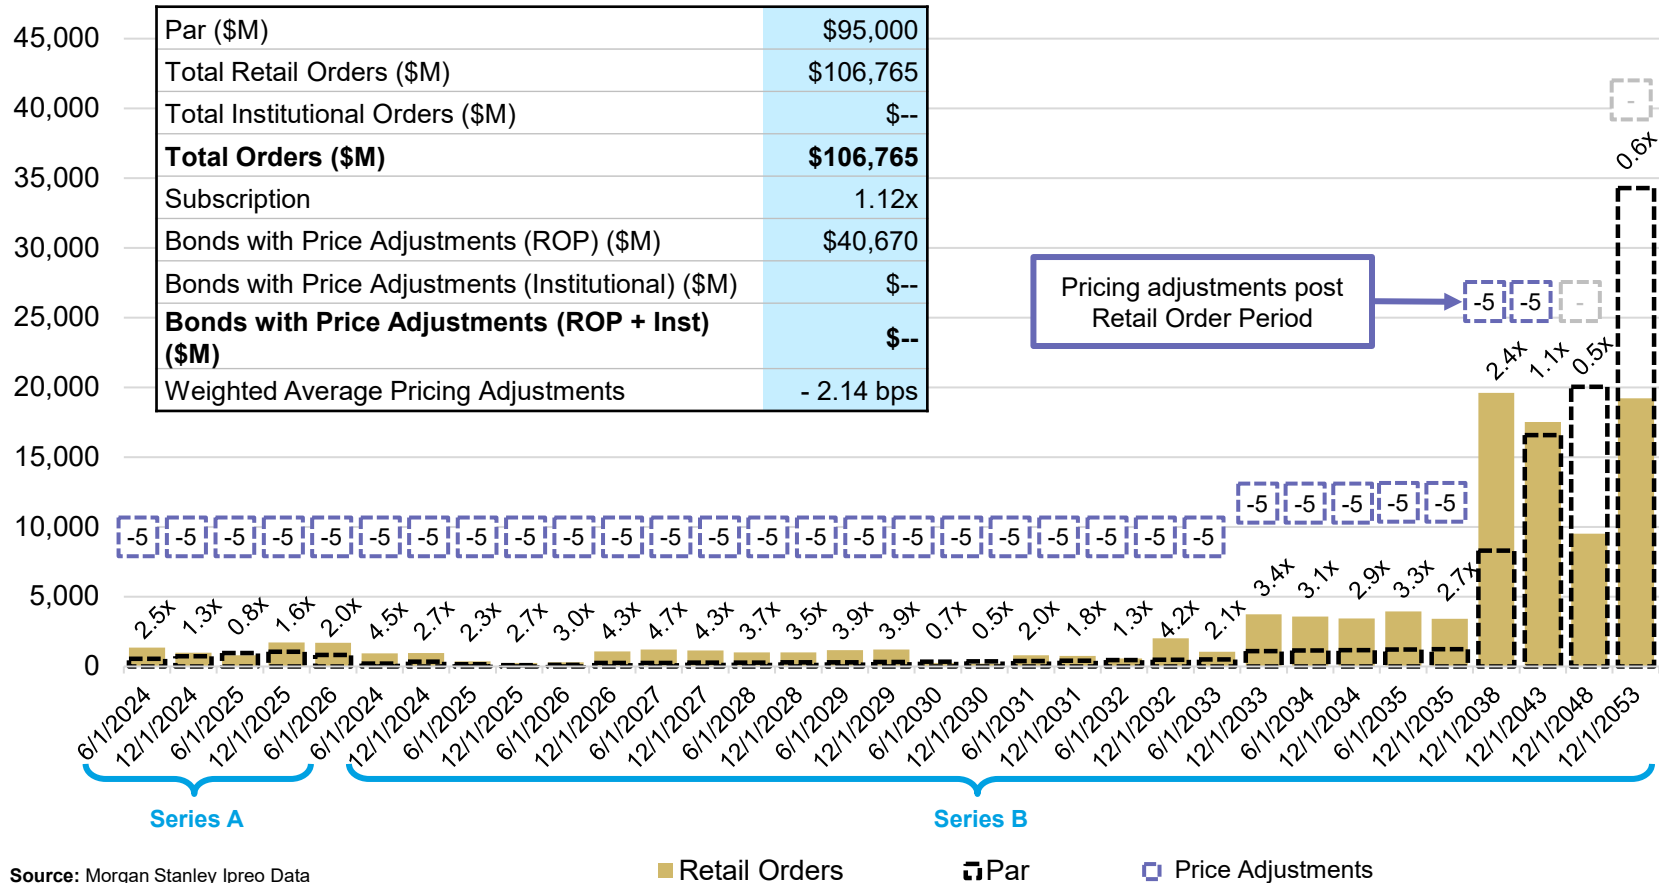 Par ($M) $95,000
Total Retail Orders ($M) $106,765
Total Institutional Orders ($M) $--
Total Orders ($M) $106,765
Subscription 1.12x
Bonds with Price Adjustments (ROP) ($M) $40,670
Bonds with Price Adjustments (Institutional) ($M) $--
Bonds with Price Adjustments (ROP + Inst)
($M) $--
Weighted Average Pricing Adjustments - 2.14 bps
45,000
40,000
35,000
30,000
25,000
20,000
15,000
10,000
5,000
0
-
0.6x
Pricing adjustments post
Retail Order Period
-5 -5 -
2.4x 1.1x 0.5x
-5 -5 -5 -5 -5
-5 -5 -5 -5 -5 -5 -5 -5 -5 -5 -5 -5 -5 -5 -5 -5 -5 -5 -5 -5 -5 -5 -5
2.5x 1.3x 0.8x 1.6x 2.0x 4.5x 2.7x 2.3x 2.7x 3.0x 4.3x 4.7x 4.3x 3.7x 3.5x 3.9x 3.9x 0.7x 0.5x 2.0x 1.8x 1.3x 4.2x 2.1x 3.4x 3.1x 2.9x 3.3x 2.7x
6/1/2024 12/1/2024 6/1/2025 12/1/2025 6/1/2026 6/1/2024 12/1/2024 6/1/2025 12/1/2025 6/1/2026 12/1/2026 6/1/2027 12/1/2027 6/1/2028 12/1/2028 6/1/2029 12/1/2029 6/1/2030 12/1/2030 6/1/2031 12/1/2031 6/1/2032 12/1/2032 6/1/2033 12/1/2033 6/1/2034 12/1/2034 6/1/2035 12/1/2035 12/1/2038 12/1/2043 12/1/2048 12/1/2053
Series A Series B
Retail Orders Par Price Adjustments
Source: Morgan Stanley Ipreo Data